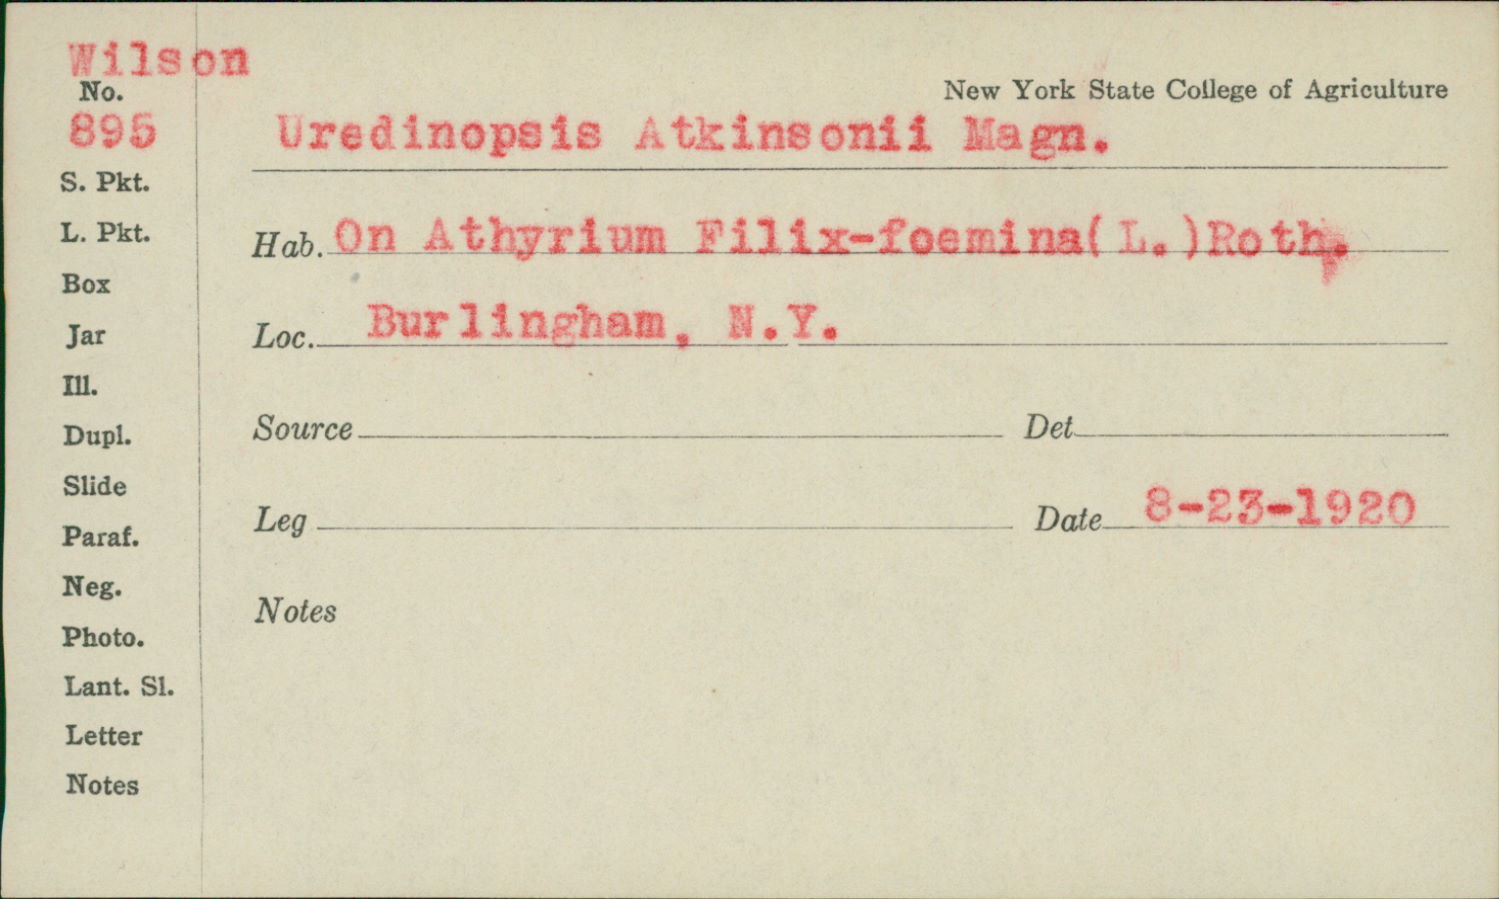 Wilson
No.
New York State College of Agriculture
895 Uredinopsis Atkinsonii Magn.
S. Pkt.
L. Pkt.
Hab. On Athyrium Filix-foemina(L.)Roth.
Box
Jar
Loc. Burlingham, N.Y.
Ill.
Dupl.
Source Det
Slide
Leg Date 8-23-1920
Paraf.
Neg.
Notes
Photo.
Lant. Sl.
Letter
Notes